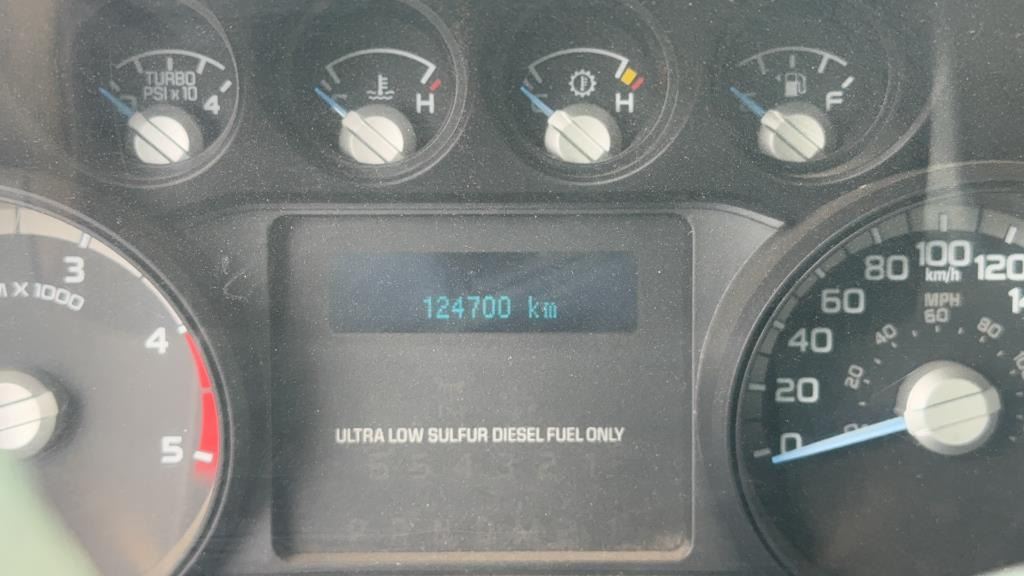 TURBO
PSI x 10
4
H
H
F
3
M X 1000
4
5
124700 km
ULTRA LOW SULFUR DIESEL FUEL ONLY
0
20
40
60
80
100
120
km/h
MPH
20
40
60
80